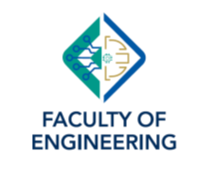 FACULTY OF
ENGINEERING